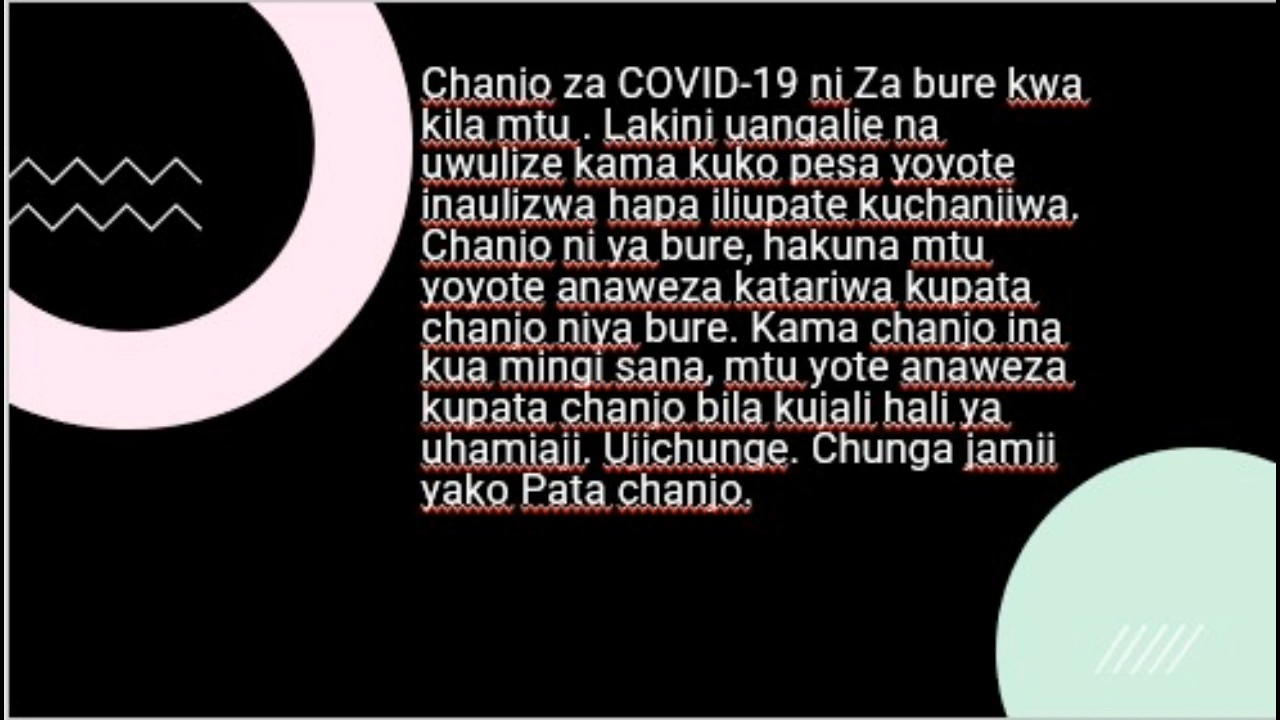 Chanjo za COVID-19 ni Za bure kwa
kila mtu . Lakini uangalie na
uwulize kama kuko pesa yoyote
inaulizwa hapa iliupate kuchanjiwa.
Chanjo ni ya bure, hakuna mtu
yoyote anaweza katariwa kupata
chanjo niya bure. Kama chanjo ina
kua mingi sana, mtu yote anaweza
kupata chanjo bila kujali hali ya
uhamiaji. Ujichunge. Chunga jamii
yako Pata chanjo.